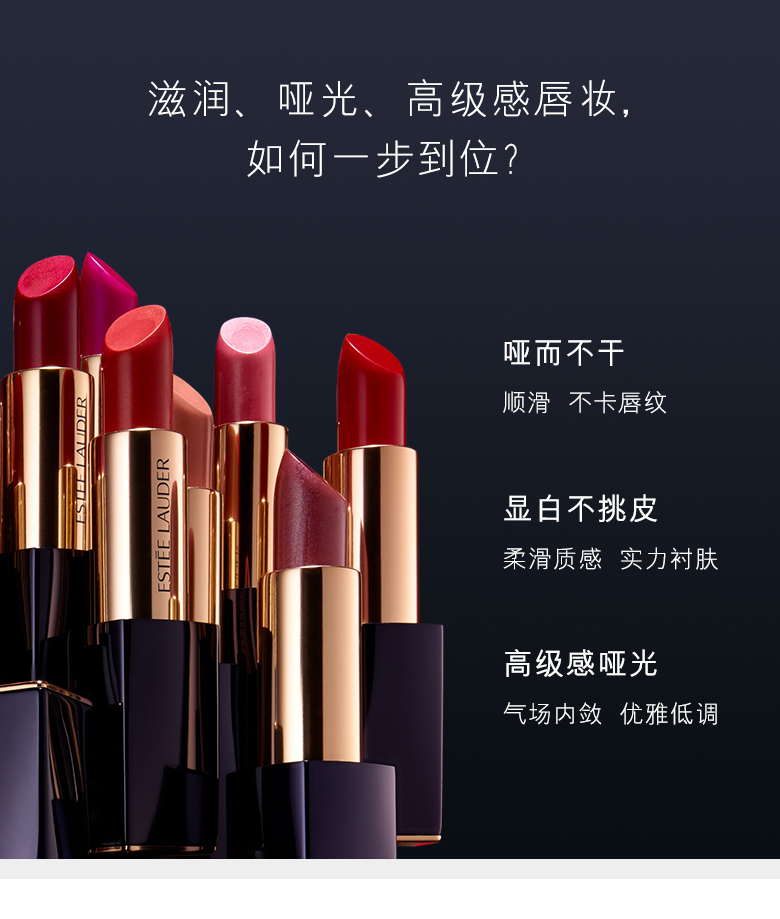 滋润、哑光、高级感唇妆,
如何一步到位?
哑而不干
顺滑 不卡唇纹
显白不挑皮
柔滑质感 实力衬肤
高级感哑光
气场内敛 优雅低调
ESTĒE LAUDER
ESTĒE LAUDER